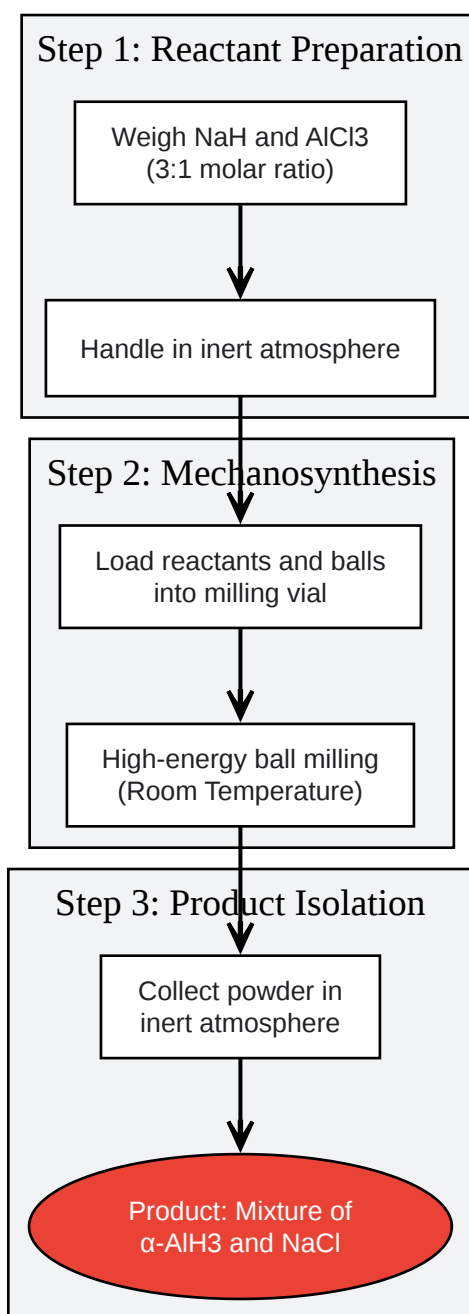 Step 1: Reactant Preparation
Weigh NaH and AlCl3
(3:1 molar ratio)
Handle in inert atmosphere
Step 2: Mechanosynthesis
Load reactants and balls
into milling vial
High-energy ball milling
(Room Temperature)
Step 3: Product Isolation
Collect powder in
inert atmosphere
Product: Mixture of
α-AlH3 and NaCl